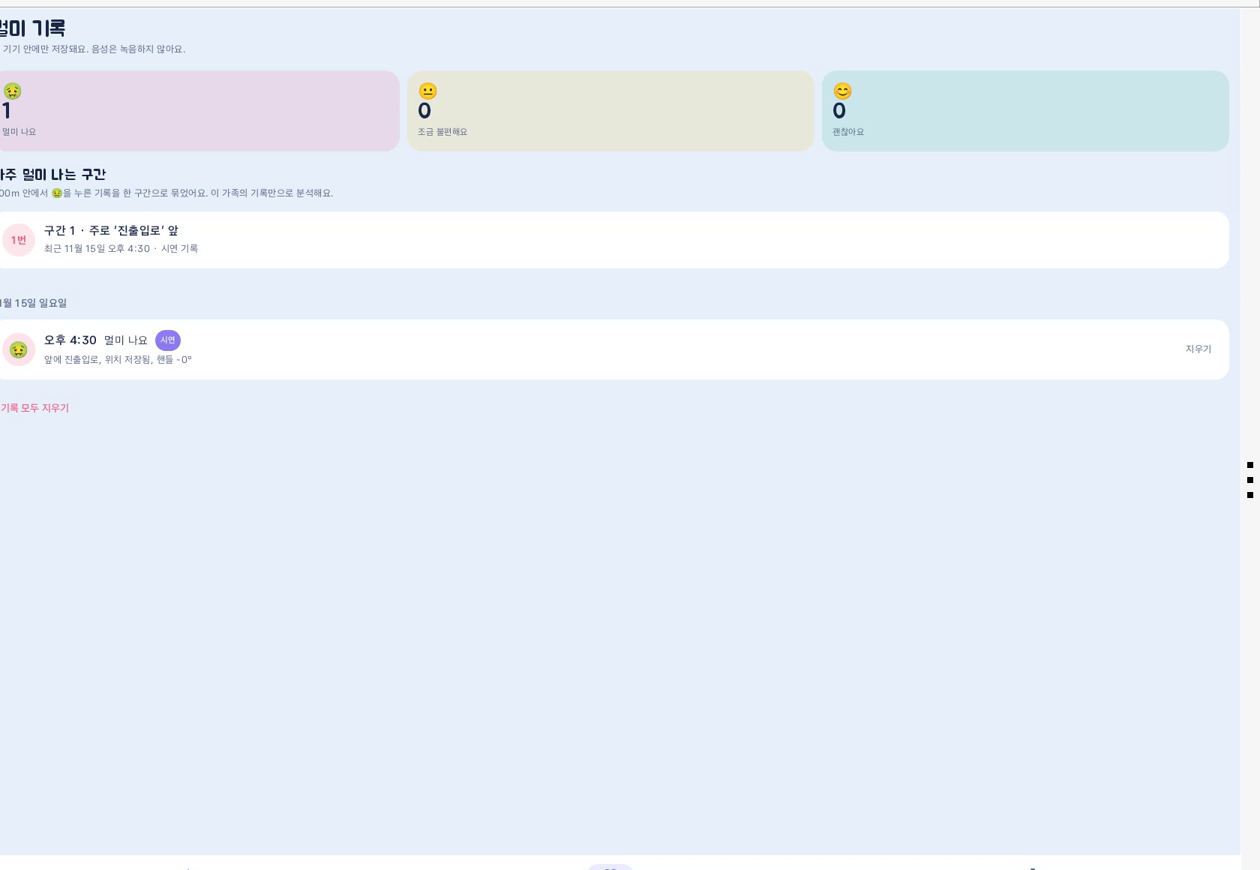 멀미 기록
기기 안에만 저장돼요. 음성은 녹음하지 않아요.
🤢
1
멀미 나요
😐
0
조금 불편해요
😊
0
괜찮아요
자주 멀미 나는 구간
00m 안에서 🤢을 누른 기록을 한 구간으로 묶었어요. 이 가족의 기록만으로 분석해요.
1번
구간 1 · 주로 ‘진출입로’ 앞
최근 11월 15일 오후 4:30 · 시연 기록
1월 15일 일요일
🤢
오후 4:30 멀미 나요 시연
앞에 진출입로, 위치 저장됨, 핸들 -0°
지우기
기록 모두 지우기